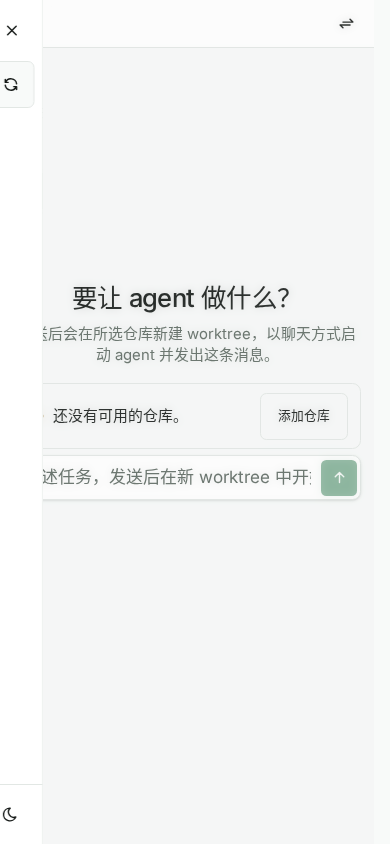 要让 agent 做什么？
后会在所选仓库新建 worktree，以聊天方式启
动 agent 并发出这条消息。
还没有可用的仓库。
添加仓库
述任务，发送后在新 worktree 中开